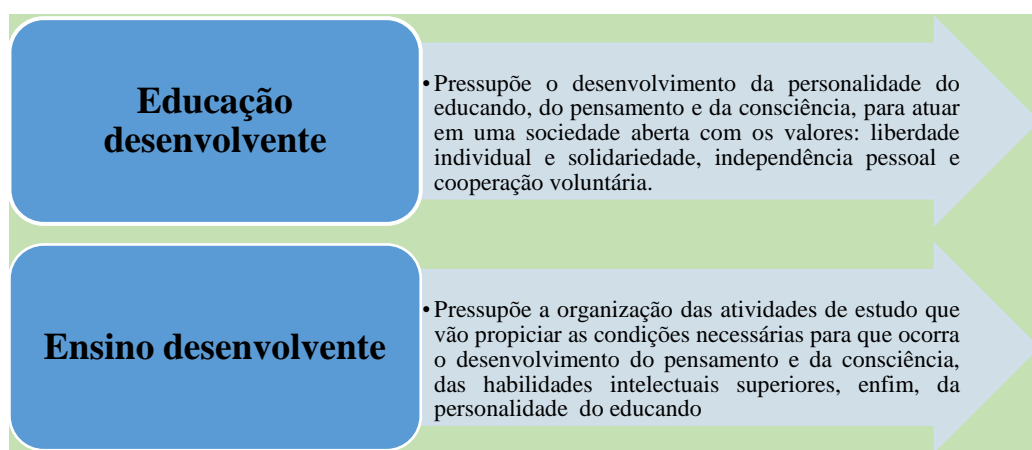 Educação
desenvolvente
• Pressupõe o desenvolvimento da personalidade do
educando, do pensamento e da consciência, para atuar
em uma sociedade aberta com os valores: liberdade
individual e solidariedade, independência pessoal e
cooperação voluntária.
Ensino desenvolvente
• Pressupõe a organização das atividades de estudo que
vão propiciar as condições necessárias para que ocorra
o desenvolvimento do pensamento e da consciência,
das habilidades intelectuais superiores, enfim, da
personalidade do educando